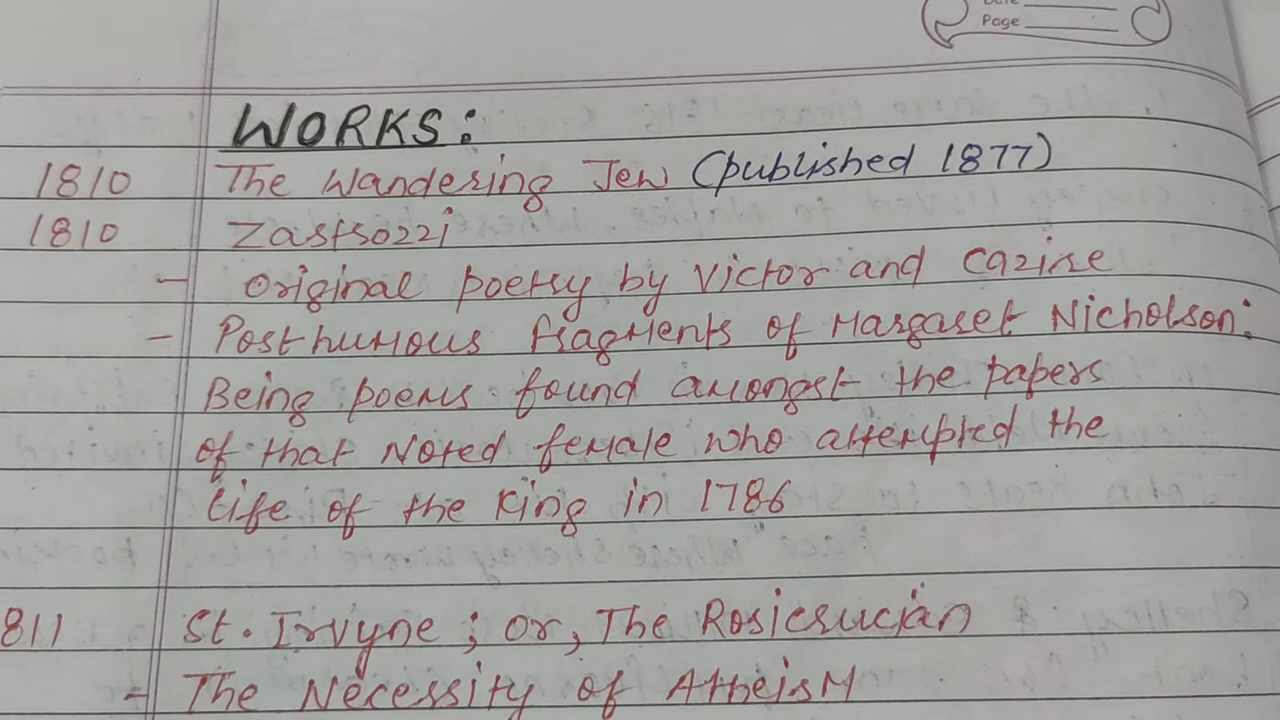 Page
WORKS:
1810 The Wandering Jew (published 1877)
1810 Zastrozzi
- Original poetry by Victor and Cazire
- Posthumous fragments of Margaret Nicholson:
Being poems found amongst the papers
of that Noted female who attempted the
life of the King in 1786
811 St. Irvyne; or, The Rosicrucian
- The Necessity of Atheism